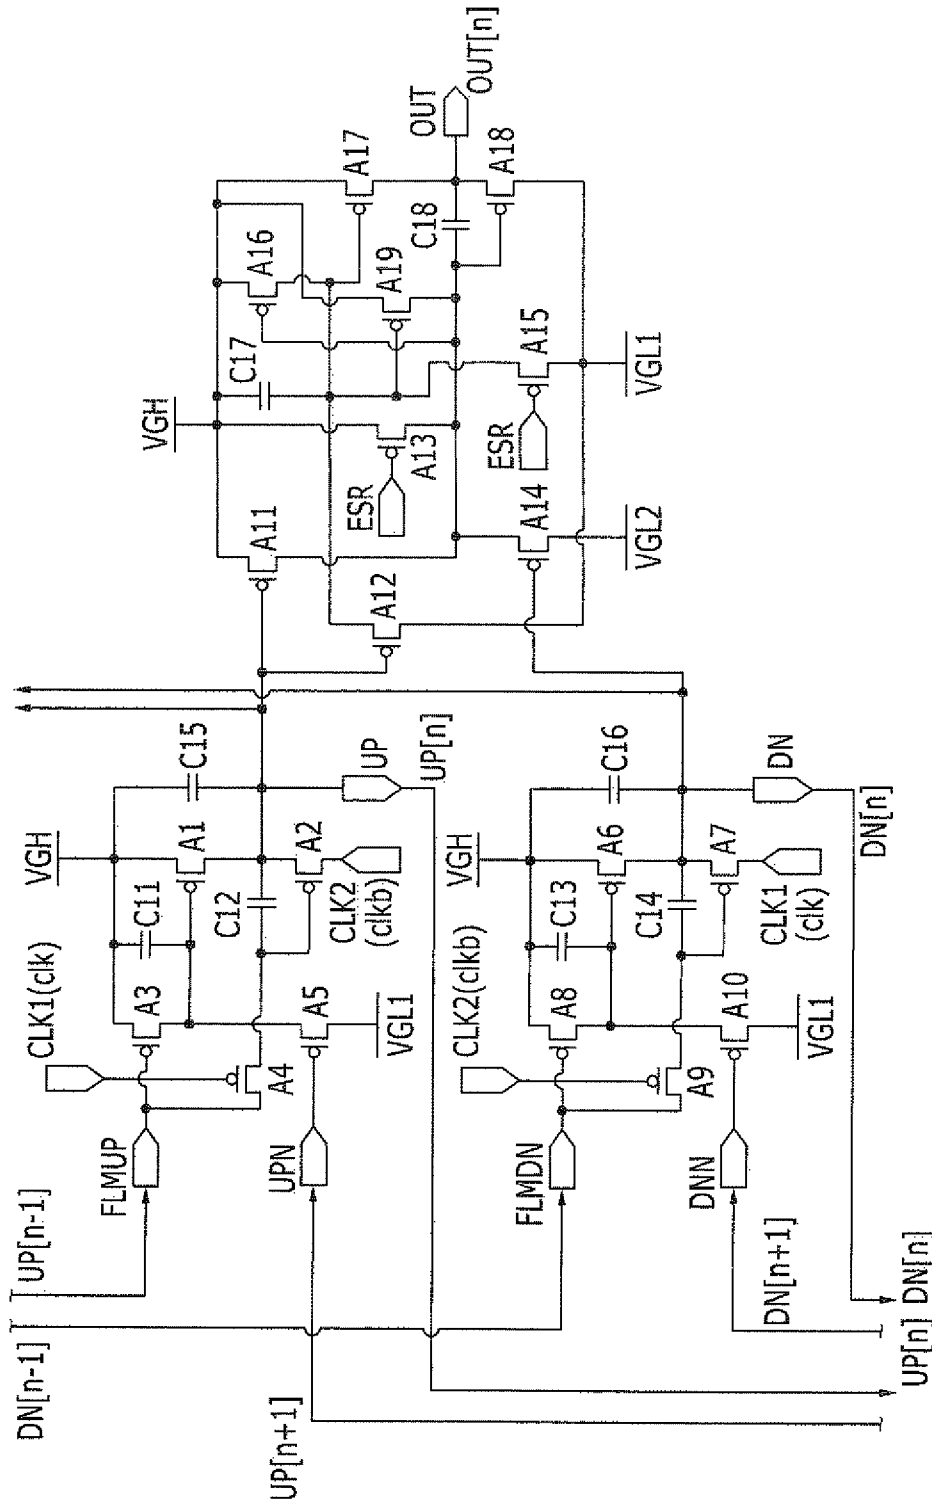 DN[n-1]
UP[n-1]
UP[n+1]
FLMUP
UPN
CLK1(clk)
A3
A4
A5
VGL1
VGH
C11
C12
A1
A2
CLK2
(clkb)
C15
UP
UP[n]
FLMDN
DNN
DN[n+1]
CLK2(clkb)
A8
A9
A10
VGL1
VGH
C13
C14
A6
A7
CLK1
(clk)
C16
DN
DN[n]
UP[n]
DN[n]
A11
A12
VGH
ESR
A13
A14
VGL2
C17
ESR
A15
VGL1
A16
A19
C18
A17
A18
OUT
OUT[n]